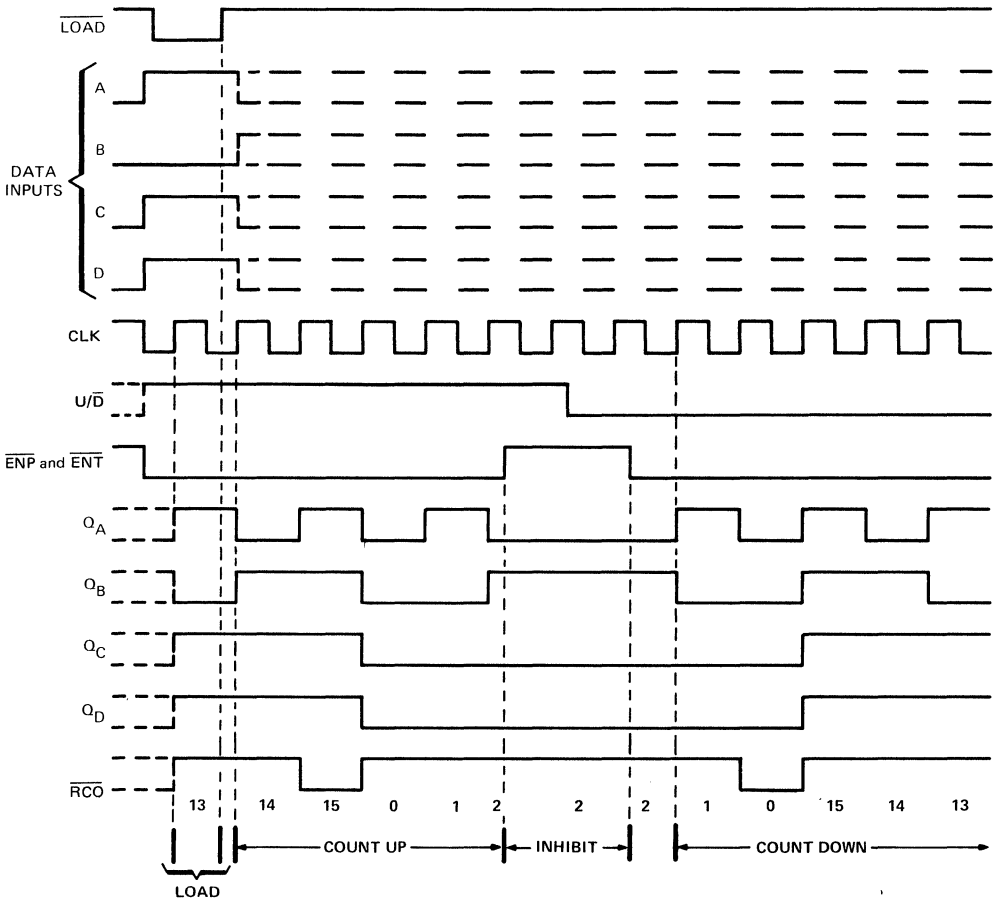 LOAD
A
B
DATA
INPUTS
C
D
CLK
U/D̅
ENP and ENT
QA
QB
QC
QD
RCO
13 14 15 0 1 2 2 2 1 0 15 14 13
COUNT UP INHIBIT COUNT DOWN
LOAD